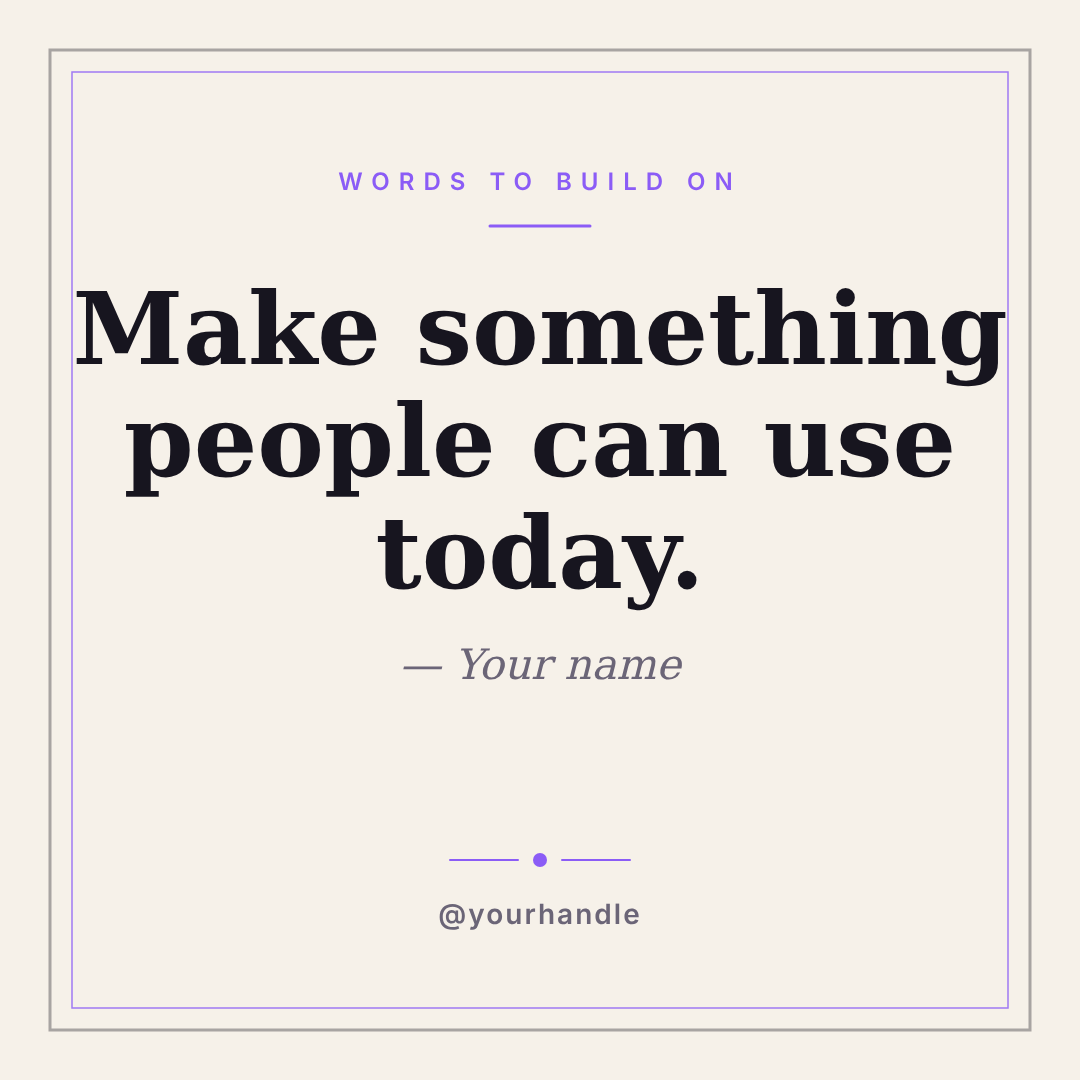 WORDS TO BUILD ON
Make something
people can use
today.
— Your name
@yourhandle